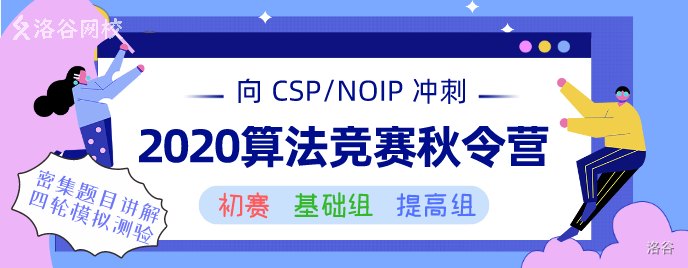 洛谷网校
向 CSP/NOIP 冲刺
2020算法竞赛秋令营
初赛 基础组 提高组
密集题目讲解
四轮模拟测验
洛谷